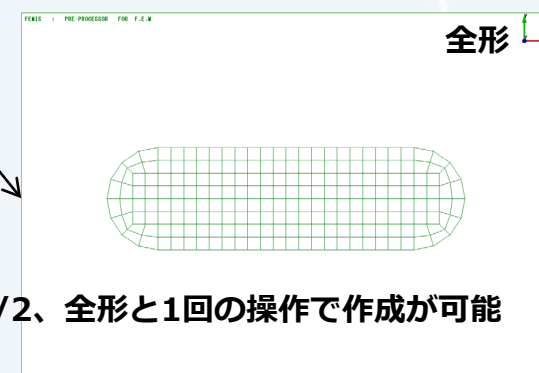 FEMIS : PRE-PROCESSOR FOR F.E.M
全形
/2、全形と1回の操作で作成が可能